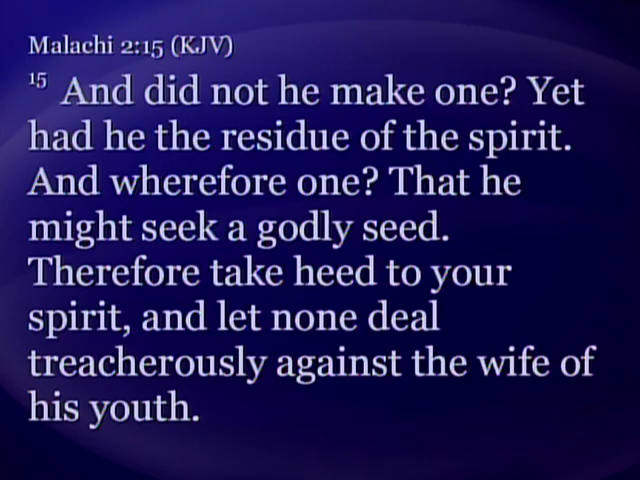 Malachi 2:15 (KJV)
15 And did not he make one? Yet
had he the residue of the spirit.
And wherefore one? That he
might seek a godly seed.
Therefore take heed to your
spirit, and let none deal
treacherously against the wife of
his youth.